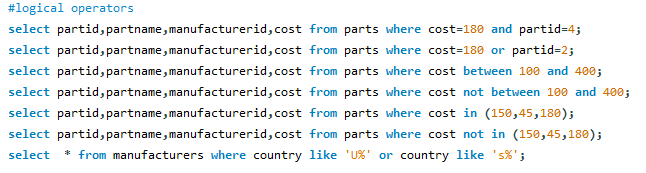 #logical operators
select partid,partname,manufacturerid,cost from parts where cost=180 and partid=4;
select partid,partname,manufacturerid,cost from parts where cost=180 or partid=2;
select partid,partname,manufacturerid,cost from parts where cost between 100 and 400;
select partid,partname,manufacturerid,cost from parts where cost not between 100 and 400;
select partid,partname,manufacturerid,cost from parts where cost in (150,45,180);
select partid,partname,manufacturerid,cost from parts where cost not in (150,45,180);
select  * from manufacturers where country like 'U%' or country like 's%';